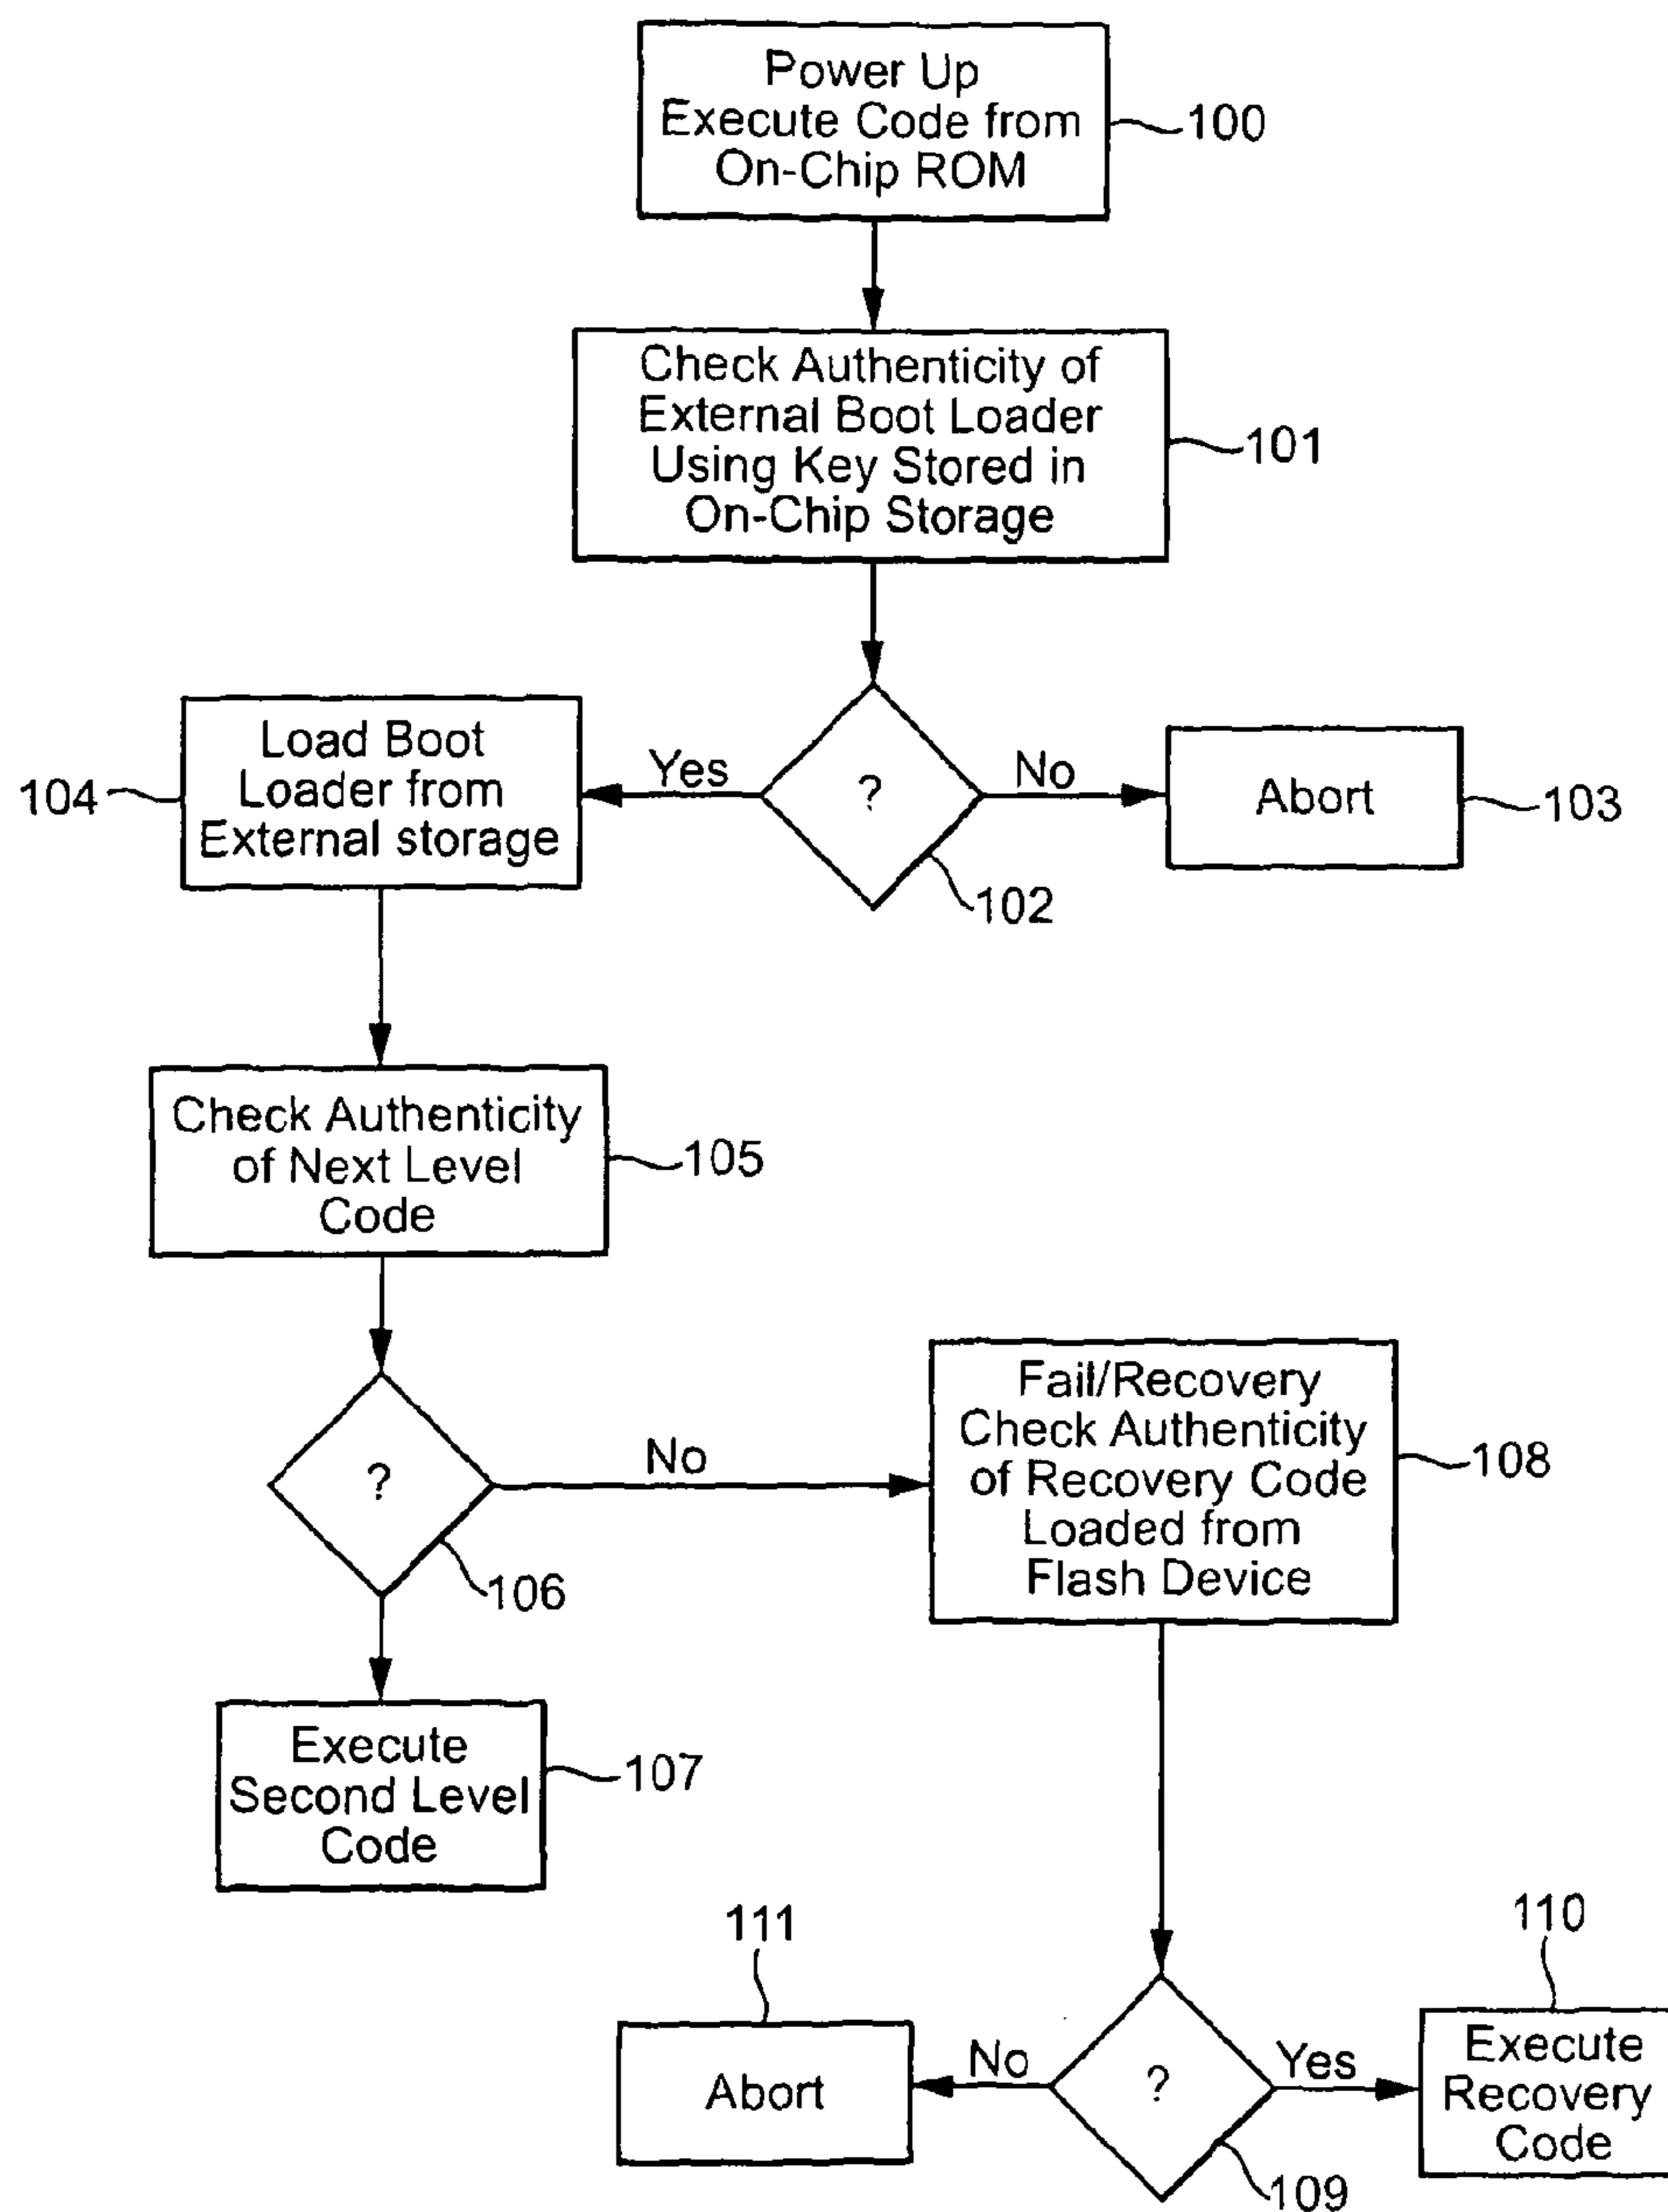 Power Up
Execute Code from
On-Chip ROM
100
Check Authenticity of
External Boot Loader
Using Key Stored in
On-Chip Storage
101
Load Boot
Loader from
External storage
104
Yes
?
No
102
Abort
103
Check Authenticity
of Next Level
Code
105
?
No
106
Fail/Recovery
Check Authenticity
of Recovery Code
Loaded from
Flash Device
108
Execute
Second Level
Code
107
111
Abort
No
?
Yes
109
110
Execute
Recovery
Code